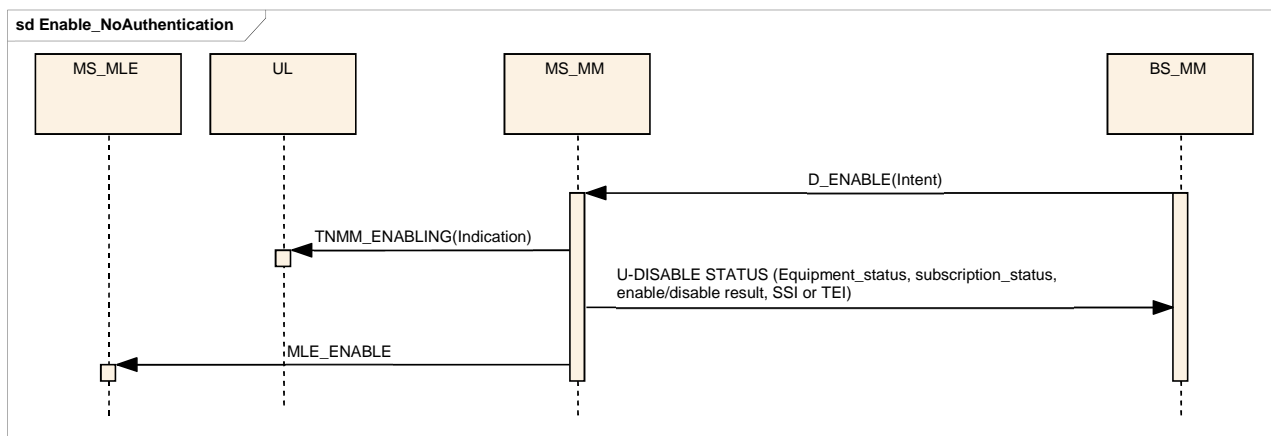 sd Enable_NoAuthentication
MS_MLE
UL
MS_MM
BS_MM
D_ENABLE(Intent)
TNMM_ENABLING(Indication)
U-DISABLE STATUS (Equipment_status, subscription_status,
enable/disable result, SSI or TEI)
MLE_ENABLE